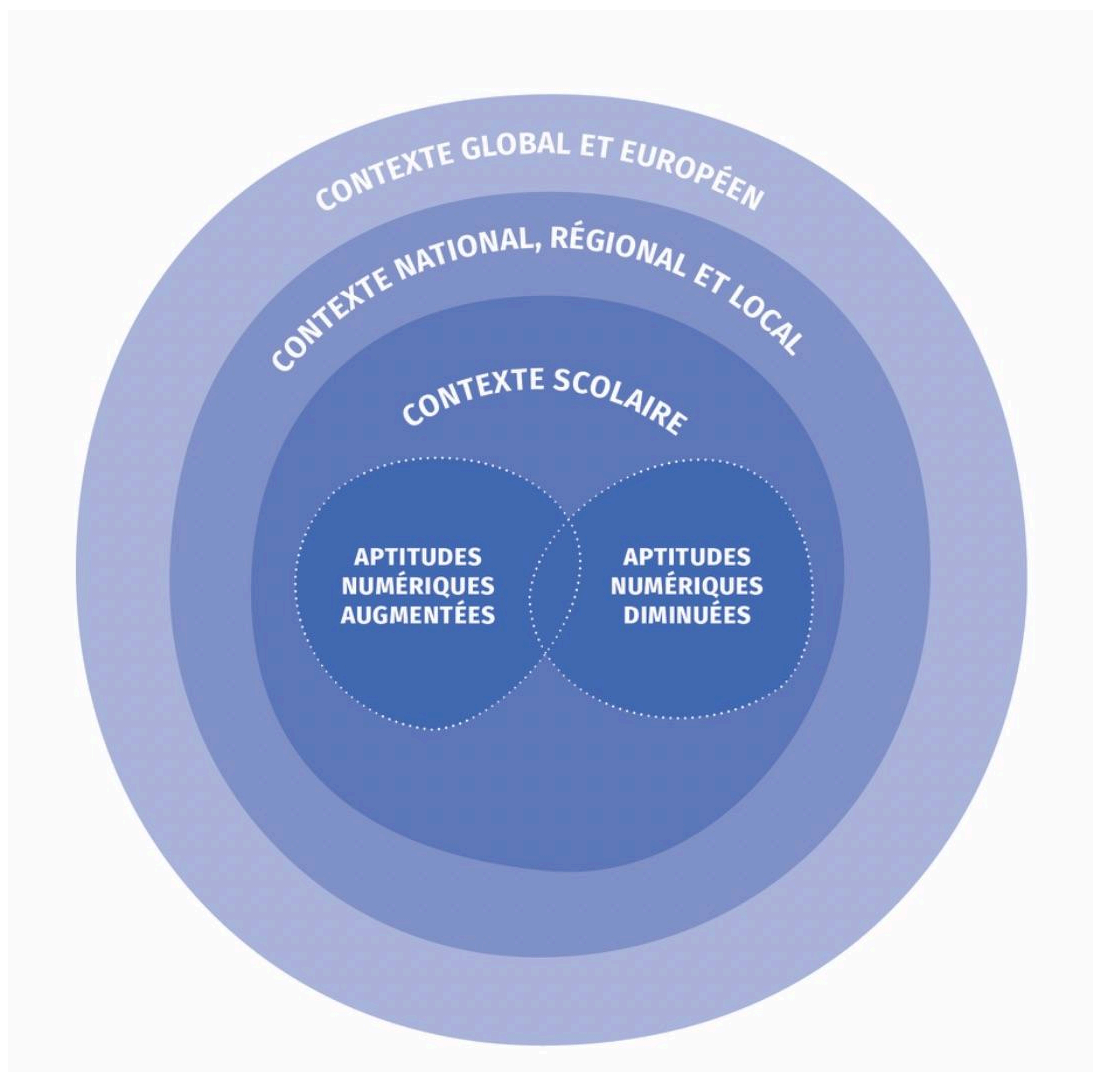 CONTEXTE GLOBAL ET EUROPÉEN
CONTEXTE NATIONAL, RÉGIONAL ET LOCAL
CONTEXTE SCOLAIRE
APTITUDES
NUMÉRIQUES
AUGMENTÉES
APTITUDES
NUMÉRIQUES
DIMINUÉES